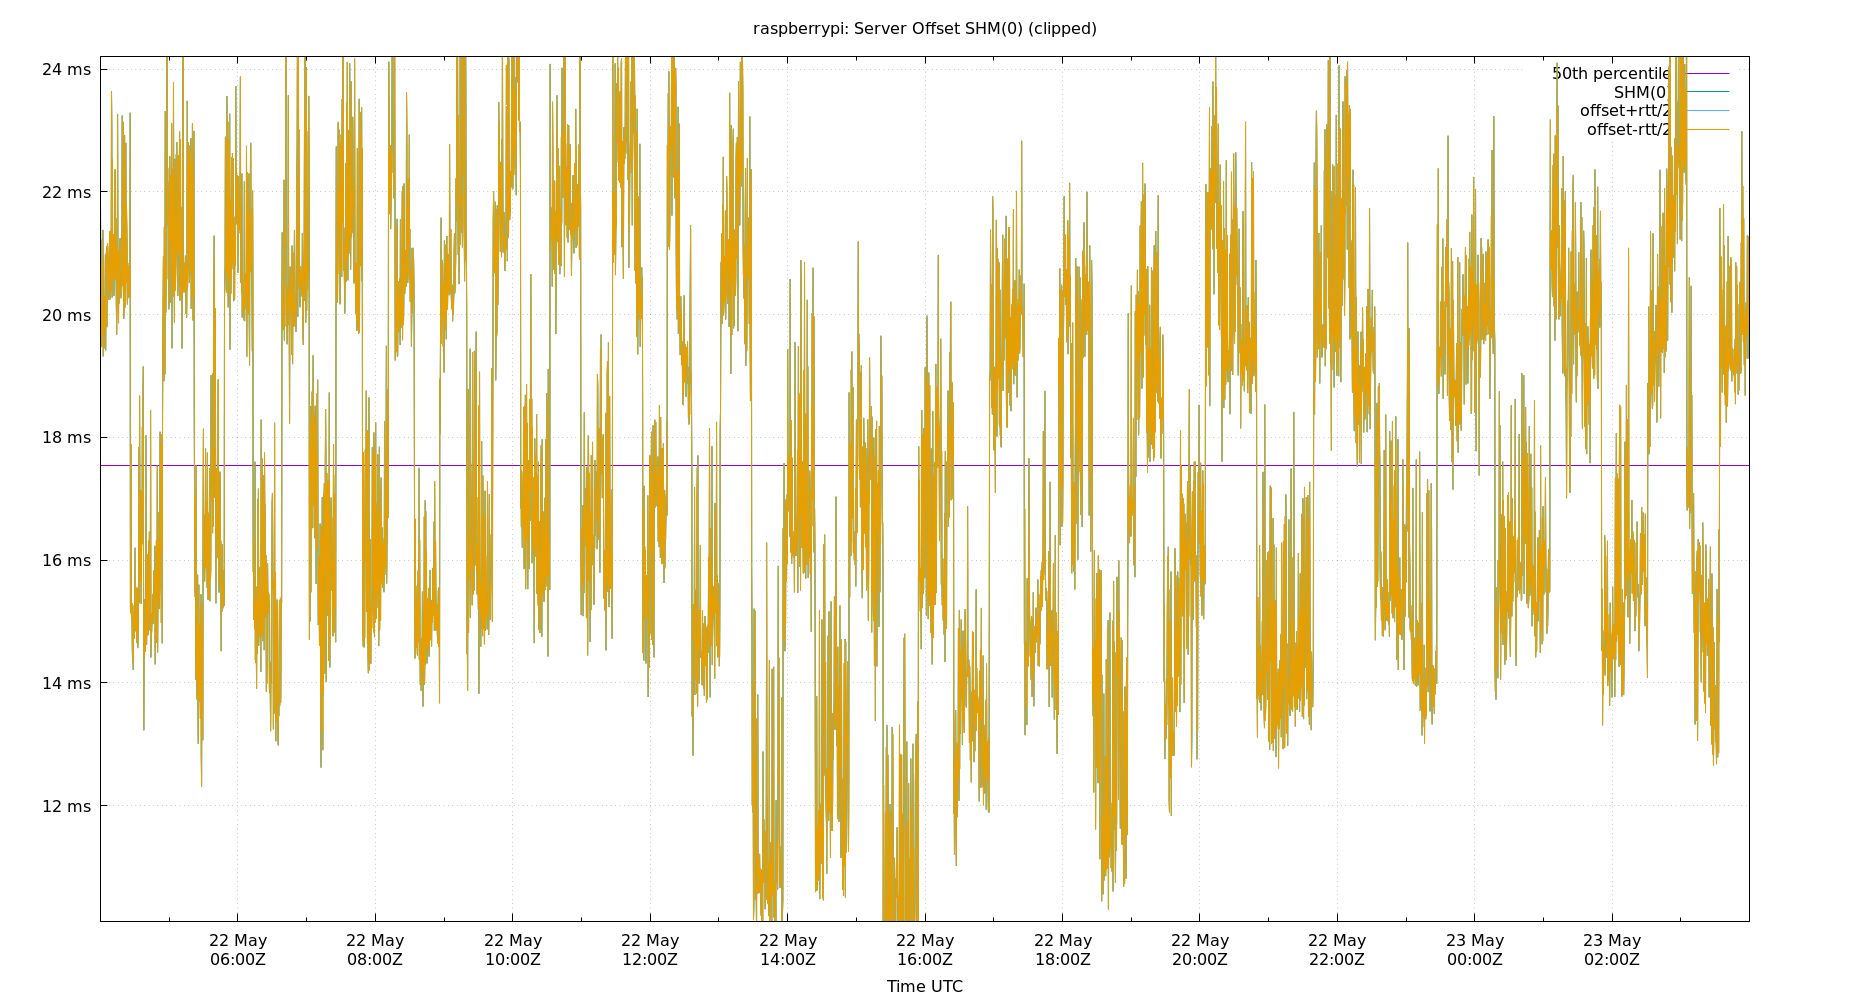 raspberrypi: Server Offset SHM(0) (clipped)
24 ms
22 ms
20 ms
18 ms
16 ms
14 ms
12 ms
50th percentile
SHM(0)
offset+rtt/2
offset-rtt/2
22 May
06:00Z
22 May
08:00Z
22 May
10:00Z
22 May
12:00Z
22 May
14:00Z
22 May
16:00Z
22 May
18:00Z
22 May
20:00Z
22 May
22:00Z
23 May
00:00Z
23 May
02:00Z
Time UTC